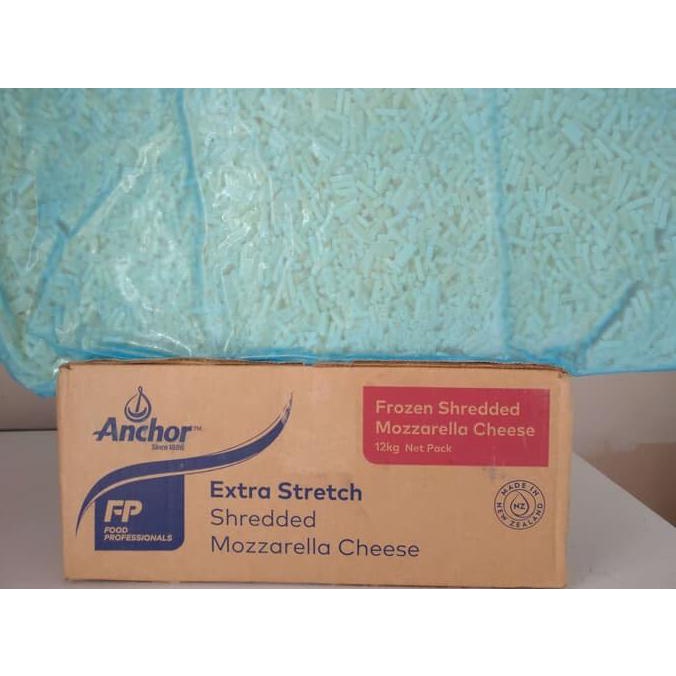 Anchor™
Since 1886
FP
FOOD
PROFESSIONALS
Extra Stretch
Shredded
Mozzarella Cheese
Frozen Shredded
Mozzarella Cheese
12kg Net Pack
MADE IN
NZ
NEW ZEALAND